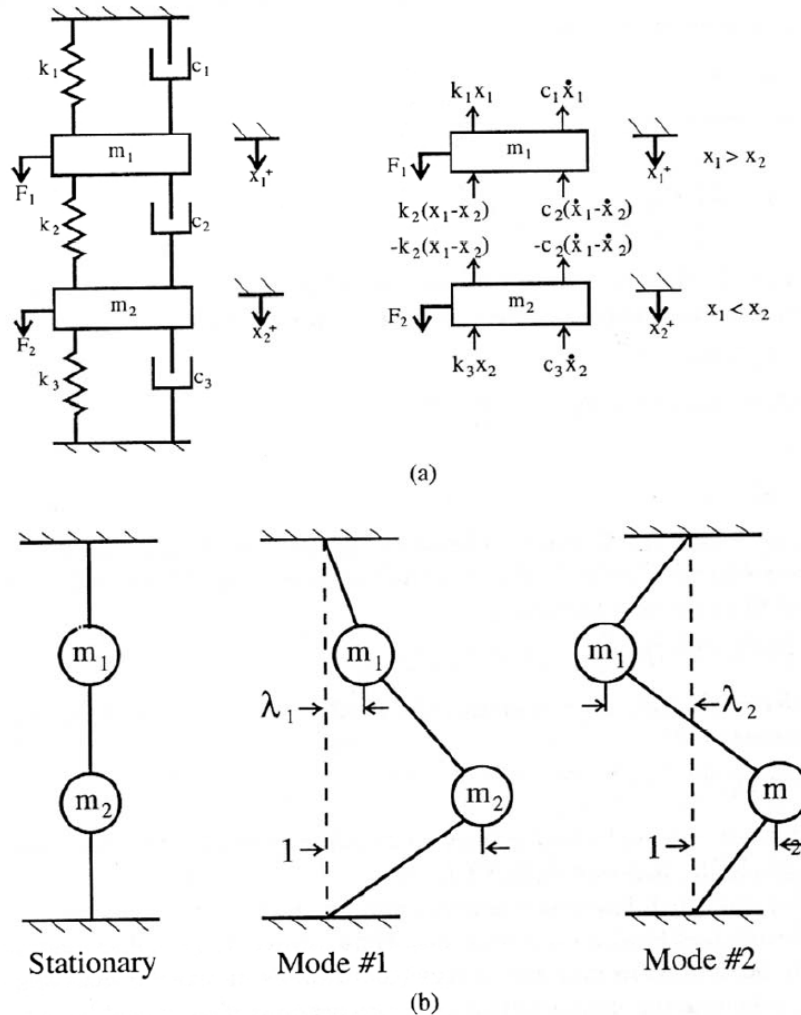 k₁
c₁
m₁
F₁
x₁⁺
k₂
c₂
m₂
F₂
x₂⁺
k₃
c₃
k₁x₁ c₁ẋ₁
m₁
F₁
x₁⁺
x₁ > x₂
k₂(x₁-x₂) c₂(ẋ₁-ẋ₂)
-k₂(x₁-x₂) -c₂(ẋ₁-ẋ₂)
m₂
F₂
x₂⁺
x₁ < x₂
k₃x₂ c₃ẋ₂
(a)
m₁
m₂
Stationary
m₁
λ₁
m₂
1
Mode #1
m₁
λ₂
m
1
2
Mode #2
(b)